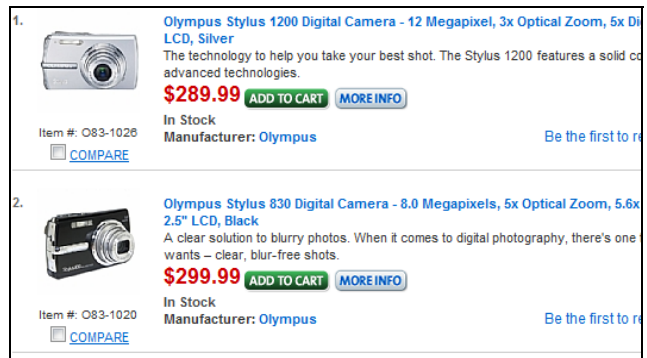 1.
Olympus Stylus 1200 Digital Camera - 12 Megapixel, 3x Optical Zoom, 5x Di
LCD, Silver
The technology to help you take your best shot. The Stylus 1200 features a solid co
advanced technologies.
$289.99 ADD TO CART MORE INFO
In Stock
Item #: O83-1026
Manufacturer: Olympus
Be the first to re
COMPARE
2.
Olympus Stylus 830 Digital Camera - 8.0 Megapixels, 5x Optical Zoom, 5.6x
2.5" LCD, Black
A clear solution to blurry photos. When it comes to digital photography, there's one
wants – clear, blur-free shots.
$299.99 ADD TO CART MORE INFO
In Stock
Item #: O83-1020
Manufacturer: Olympus
Be the first to re
COMPARE